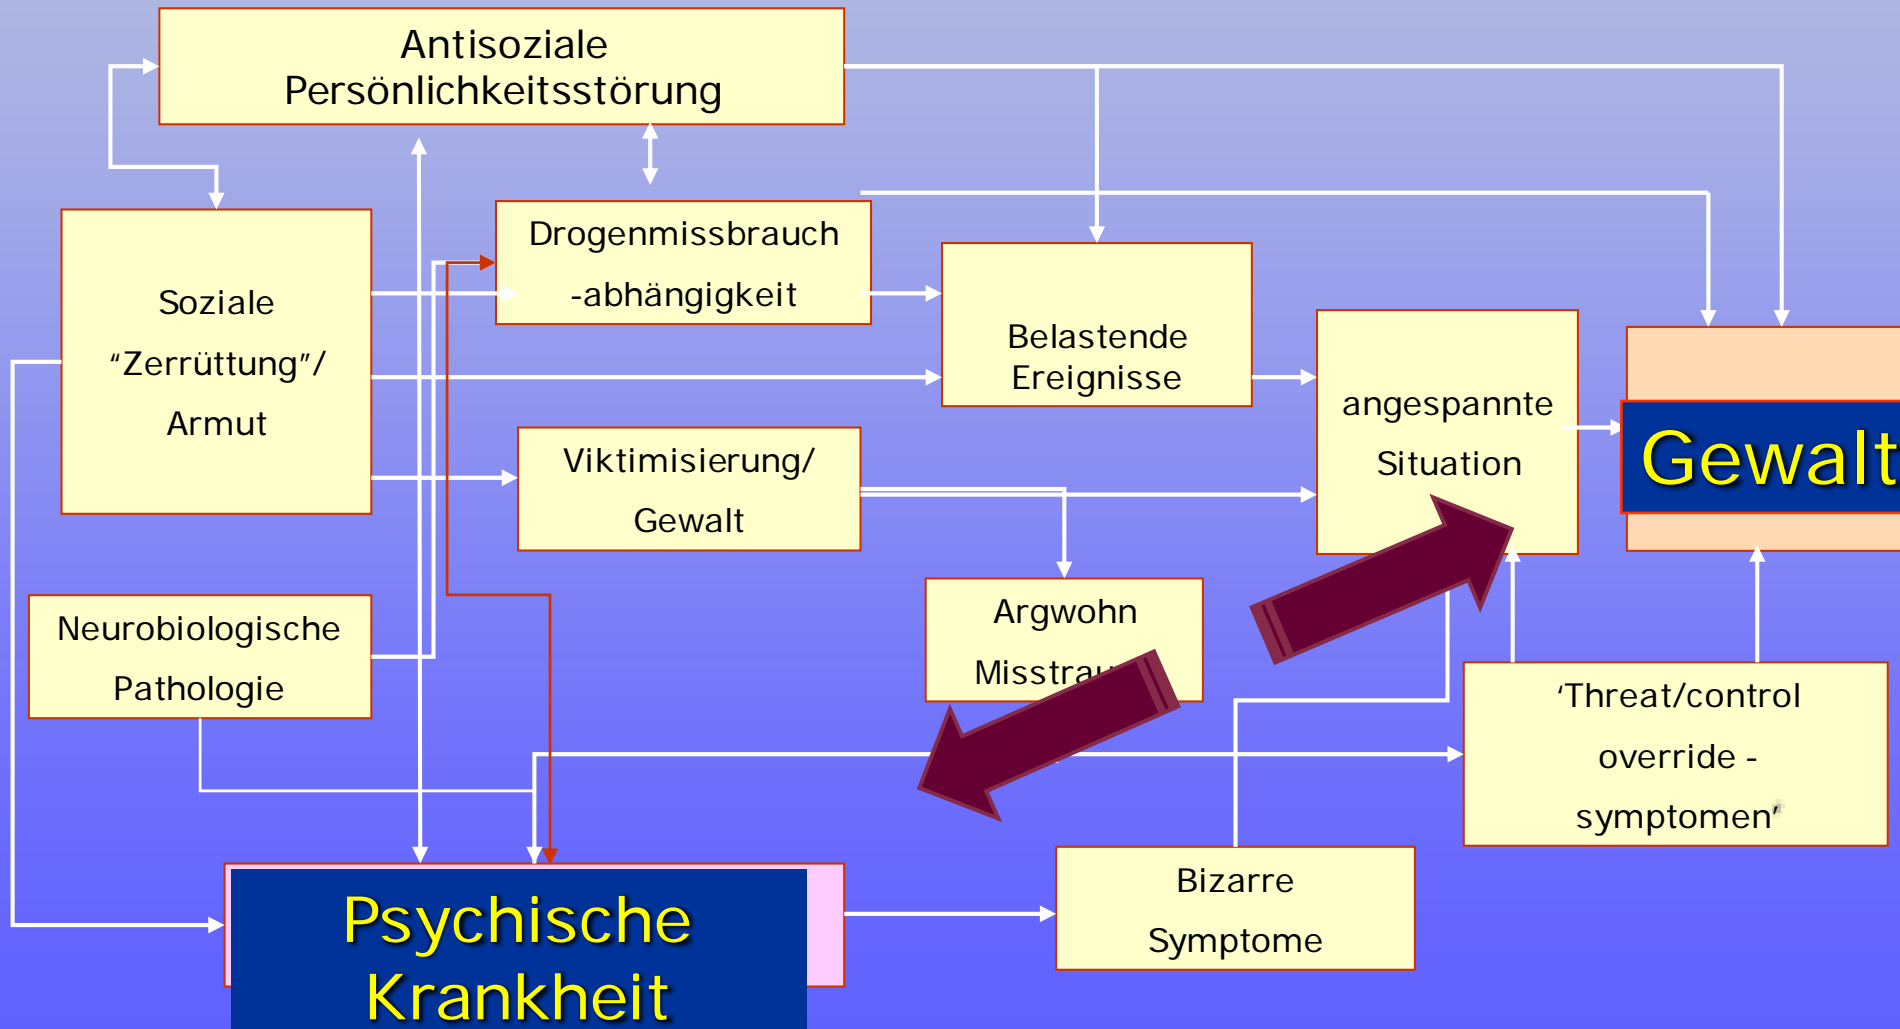 Antisoziale
Persönlichkeitsstörung
Drogenmissbrauch
-abhängigkeit
Soziale
“Zerrüttung”/
Armut
Belastende
Ereignisse
angespannte
Situation
Gewalt
Viktimisierung/
Gewalt
Neurobiologische
Pathologie
Argwohn
‘Threat/control
override -
symptomen’
Bizarre
Symptome
Psychische
Krankheit